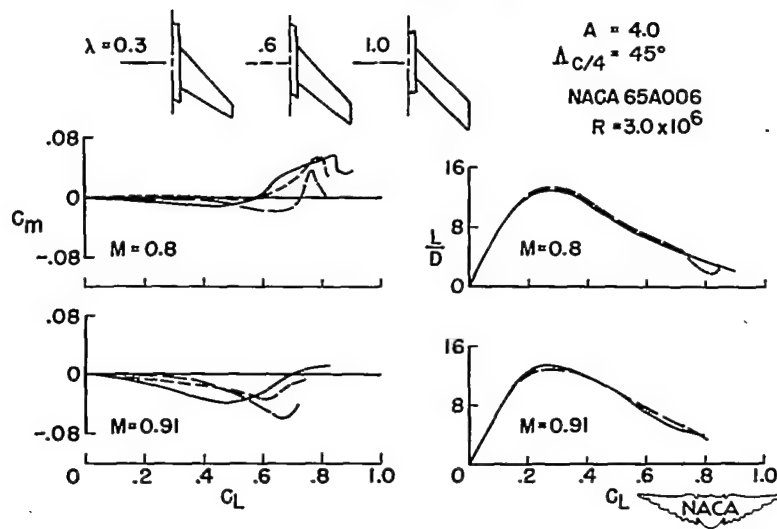 λ = 0.3
.6
1.0
A = 4.0
Λ C/4 = 45°
NACA 65A006
R = 3.0 x 10⁶
.08
0
-.08
Cm
M = 0.8
16
8
0
L/D
M = 0.8
.08
0
-.08
M = 0.91
0 .2 .4 .6 .8 1.0
CL
16
8
0
M = 0.91
0 .2 .4 .6 .8 1.0
CL
NACA